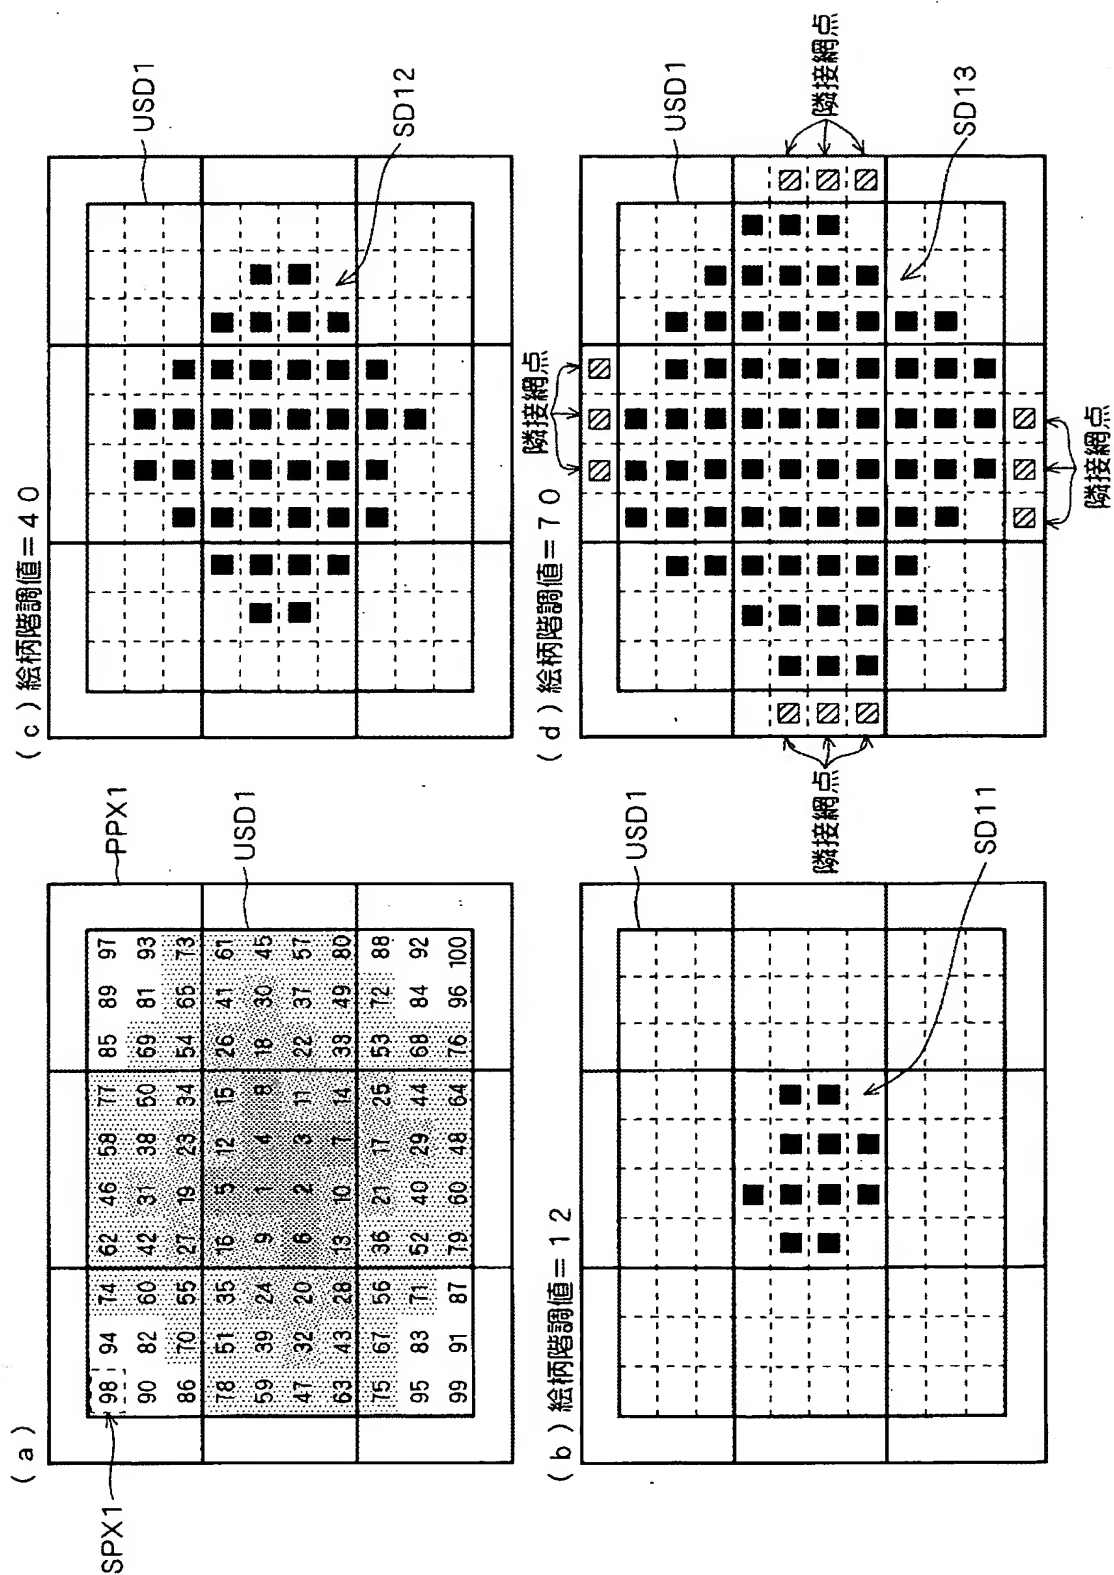 (a)
SPX1
PPX1
USD1
98 94 74 62 46 58 77 85 89 97
90 82 60 42 31 38 50 69 81 93
86 70 55 27 19 23 34 54 65 73
78 51 35 16 5 12 15 26 41 61
59 39 24 9 1 4 8 18 30 45
47 32 20 6 2 3 11 22 37 57
63 43 28 13 10 7 14 33 49 80
75 67 56 36 21 17 25 53 72 88
95 83 71 52 40 29 44 68 84 92
99 91 87 79 60 48 64 76 96 100
(c)絵柄階調値=40
USD1
SD12
(b)絵柄階調値=12
USD1
SD11
(d)絵柄階調値=70
隣接網点
USD1
隣接網点
隣接網点
SD13
隣接網点